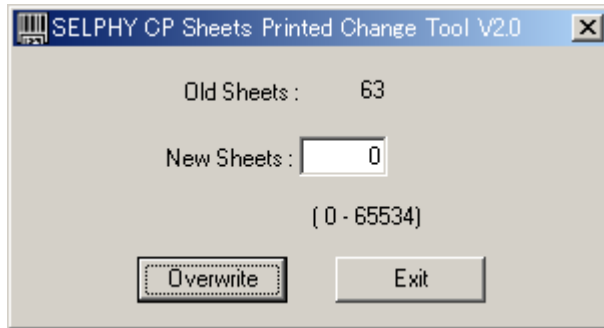 SELPHY CP Sheets Printed Change Tool V2.0
Old Sheets : 63
New Sheets : 0
( 0 - 65534)
Overwrite Exit